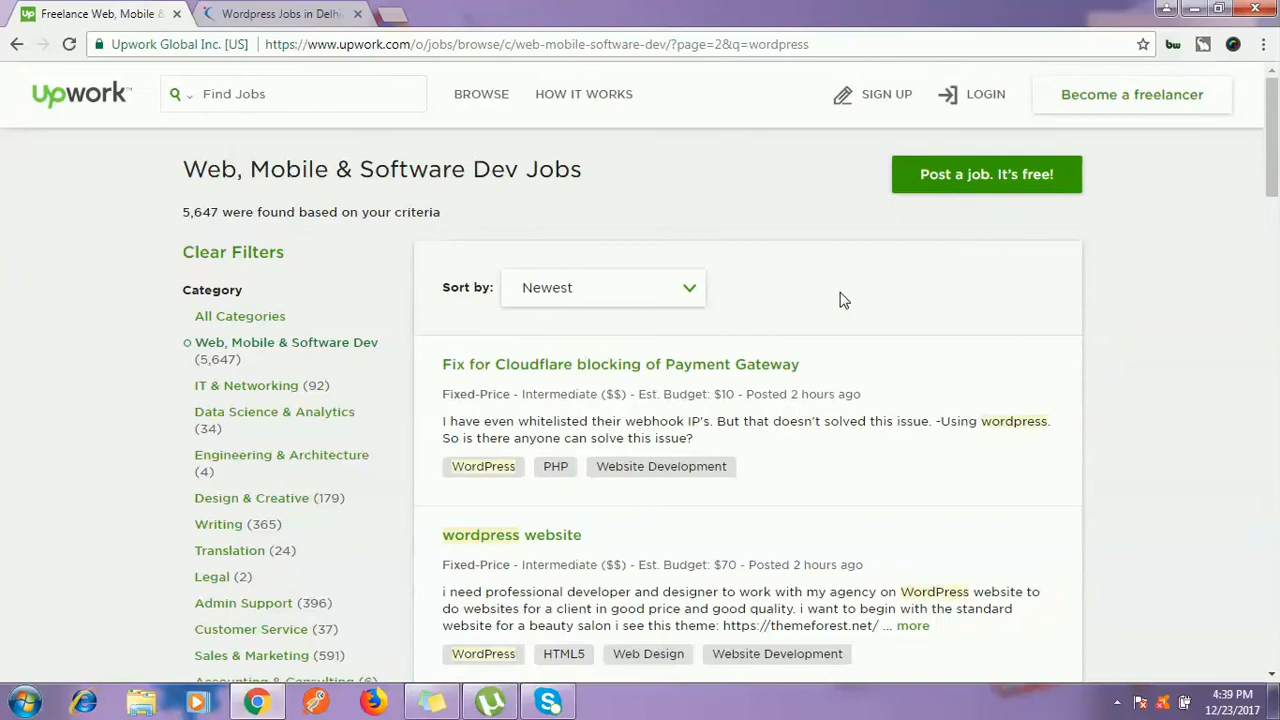 Freelance Web, Mobile &
Wordpress Jobs in Delhi,
Upwork Global Inc. [US]
https://www.upwork.com/o/jobs/browse/c/web-mobile-software-dev/?page=2&q=wordpress
bw
upwork
Find Jobs
BROWSE
HOW IT WORKS
SIGN UP
LOGIN
Become a freelancer
Web, Mobile & Software Dev Jobs
Post a job. It's free!
5,647 were found based on your criteria
Clear Filters
Category
All Categories
Web, Mobile & Software Dev
(5,647)
IT & Networking (92)
Data Science & Analytics
(34)
Engineering & Architecture
(4)
Design & Creative (179)
Writing (365)
Translation (24)
Legal (2)
Admin Support (396)
Customer Service (37)
Sales & Marketing (591)
Accounting & Consulting (6)
Sort by:
Newest
Fix for Cloudflare blocking of Payment Gateway
Fixed-Price - Intermediate ($$) - Est. Budget: $10 - Posted 2 hours ago
I have even whitelisted their webhook IP's. But that doesn't solved this issue. -Using wordpress.
So is there anyone can solve this issue?
WordPress
PHP
Website Development
wordpress website
Fixed-Price - Intermediate ($$) - Est. Budget: $70 - Posted 2 hours ago
i need professional developer and designer to work with my agency on WordPress website to
do websites for a client in good price and good quality. i want to begin with the standard
website for a beauty salon i see this theme: https://themeforest.net/ ... more
WordPress
HTML5
Web Design
Website Development
4:39 PM
12/23/2017